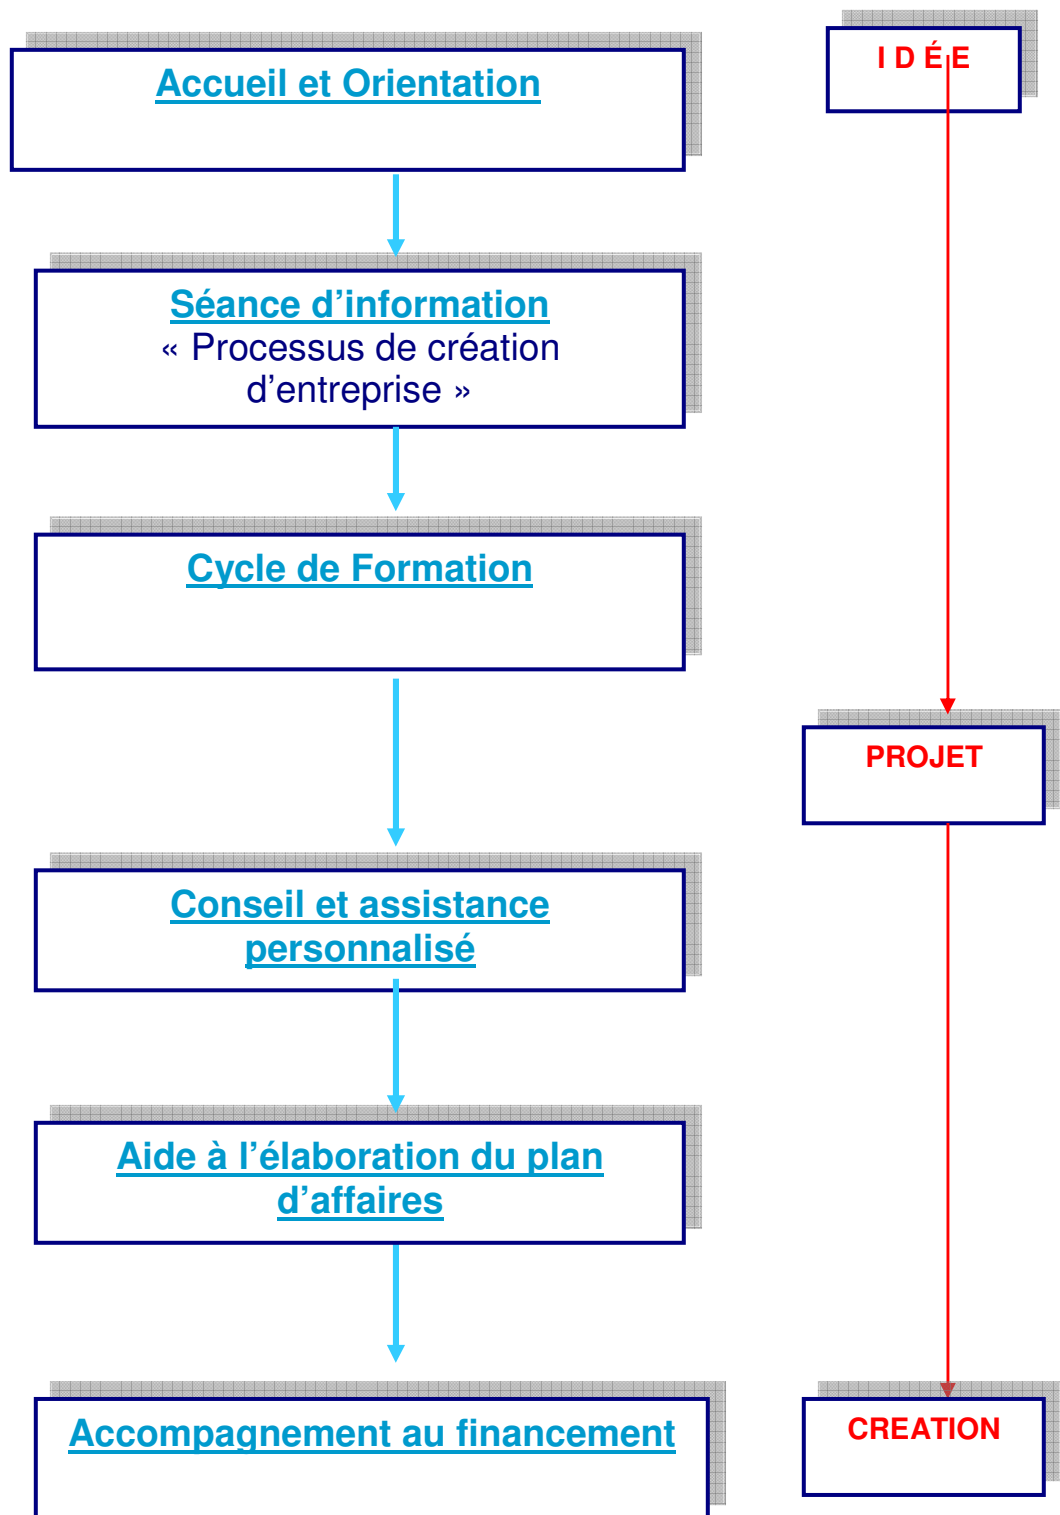 Accueil et Orientation
I D É E
Séance d’information
« Processus de création
d’entreprise »
Cycle de Formation
PROJET
Conseil et assistance
personnalisé
Aide à l’élaboration du plan
d’affaires
Accompagnement au financement
CREATION